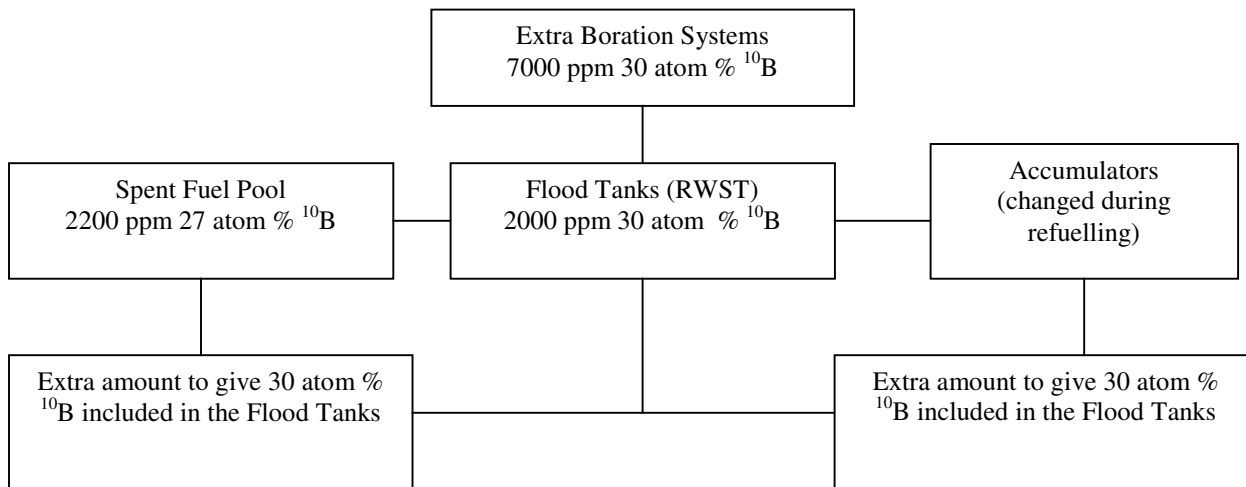 Extra Boration Systems
7000 ppm 30 atom % ¹⁰B
Spent Fuel Pool
2200 ppm 27 atom % ¹⁰B
Flood Tanks (RWST)
2000 ppm 30 atom % ¹⁰B
Accumulators
(changed during
refuelling)
Extra amount to give 30 atom %
¹⁰B included in the Flood Tanks
Extra amount to give 30 atom %
¹⁰B included in the Flood Tanks